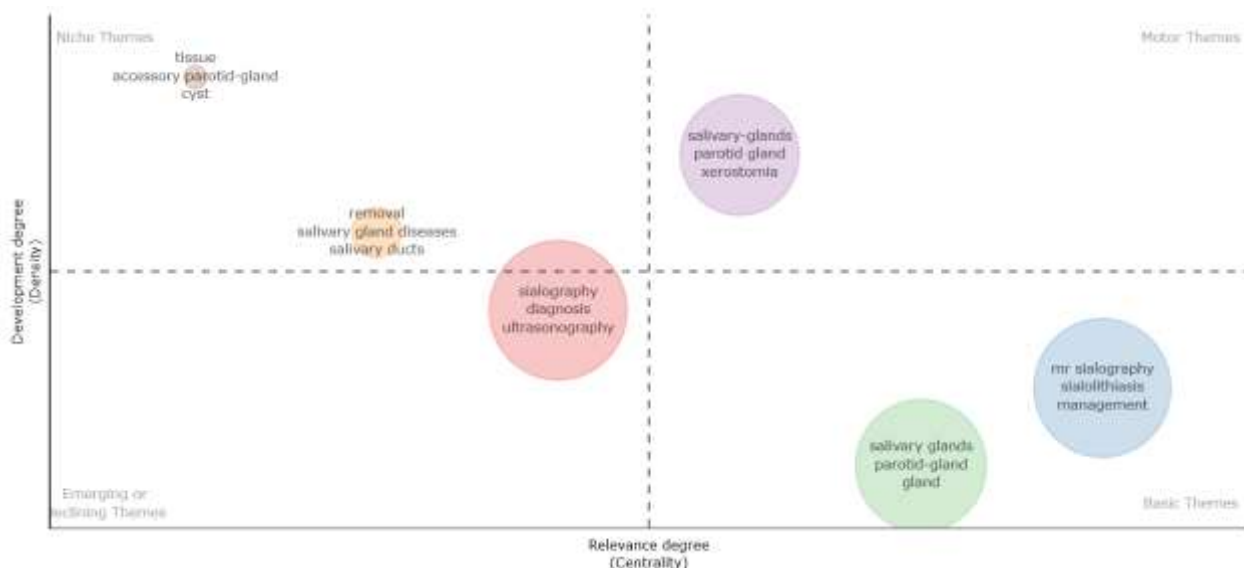 Niche Themes
Motor Themes
tissue
accessory parotid-gland
cyst
salivary-glands
parotid gland
xerostomia
removal
salivary gland diseases
salivary ducts
Development degree
(Density)
sialography
diagnosis
ultrasonography
mr sialography
sialolithiasis
management
salivary glands
parotid-gland
gland
Emerging or
eclining Themes
Basic Themes
Relevance degree
(Centrality)